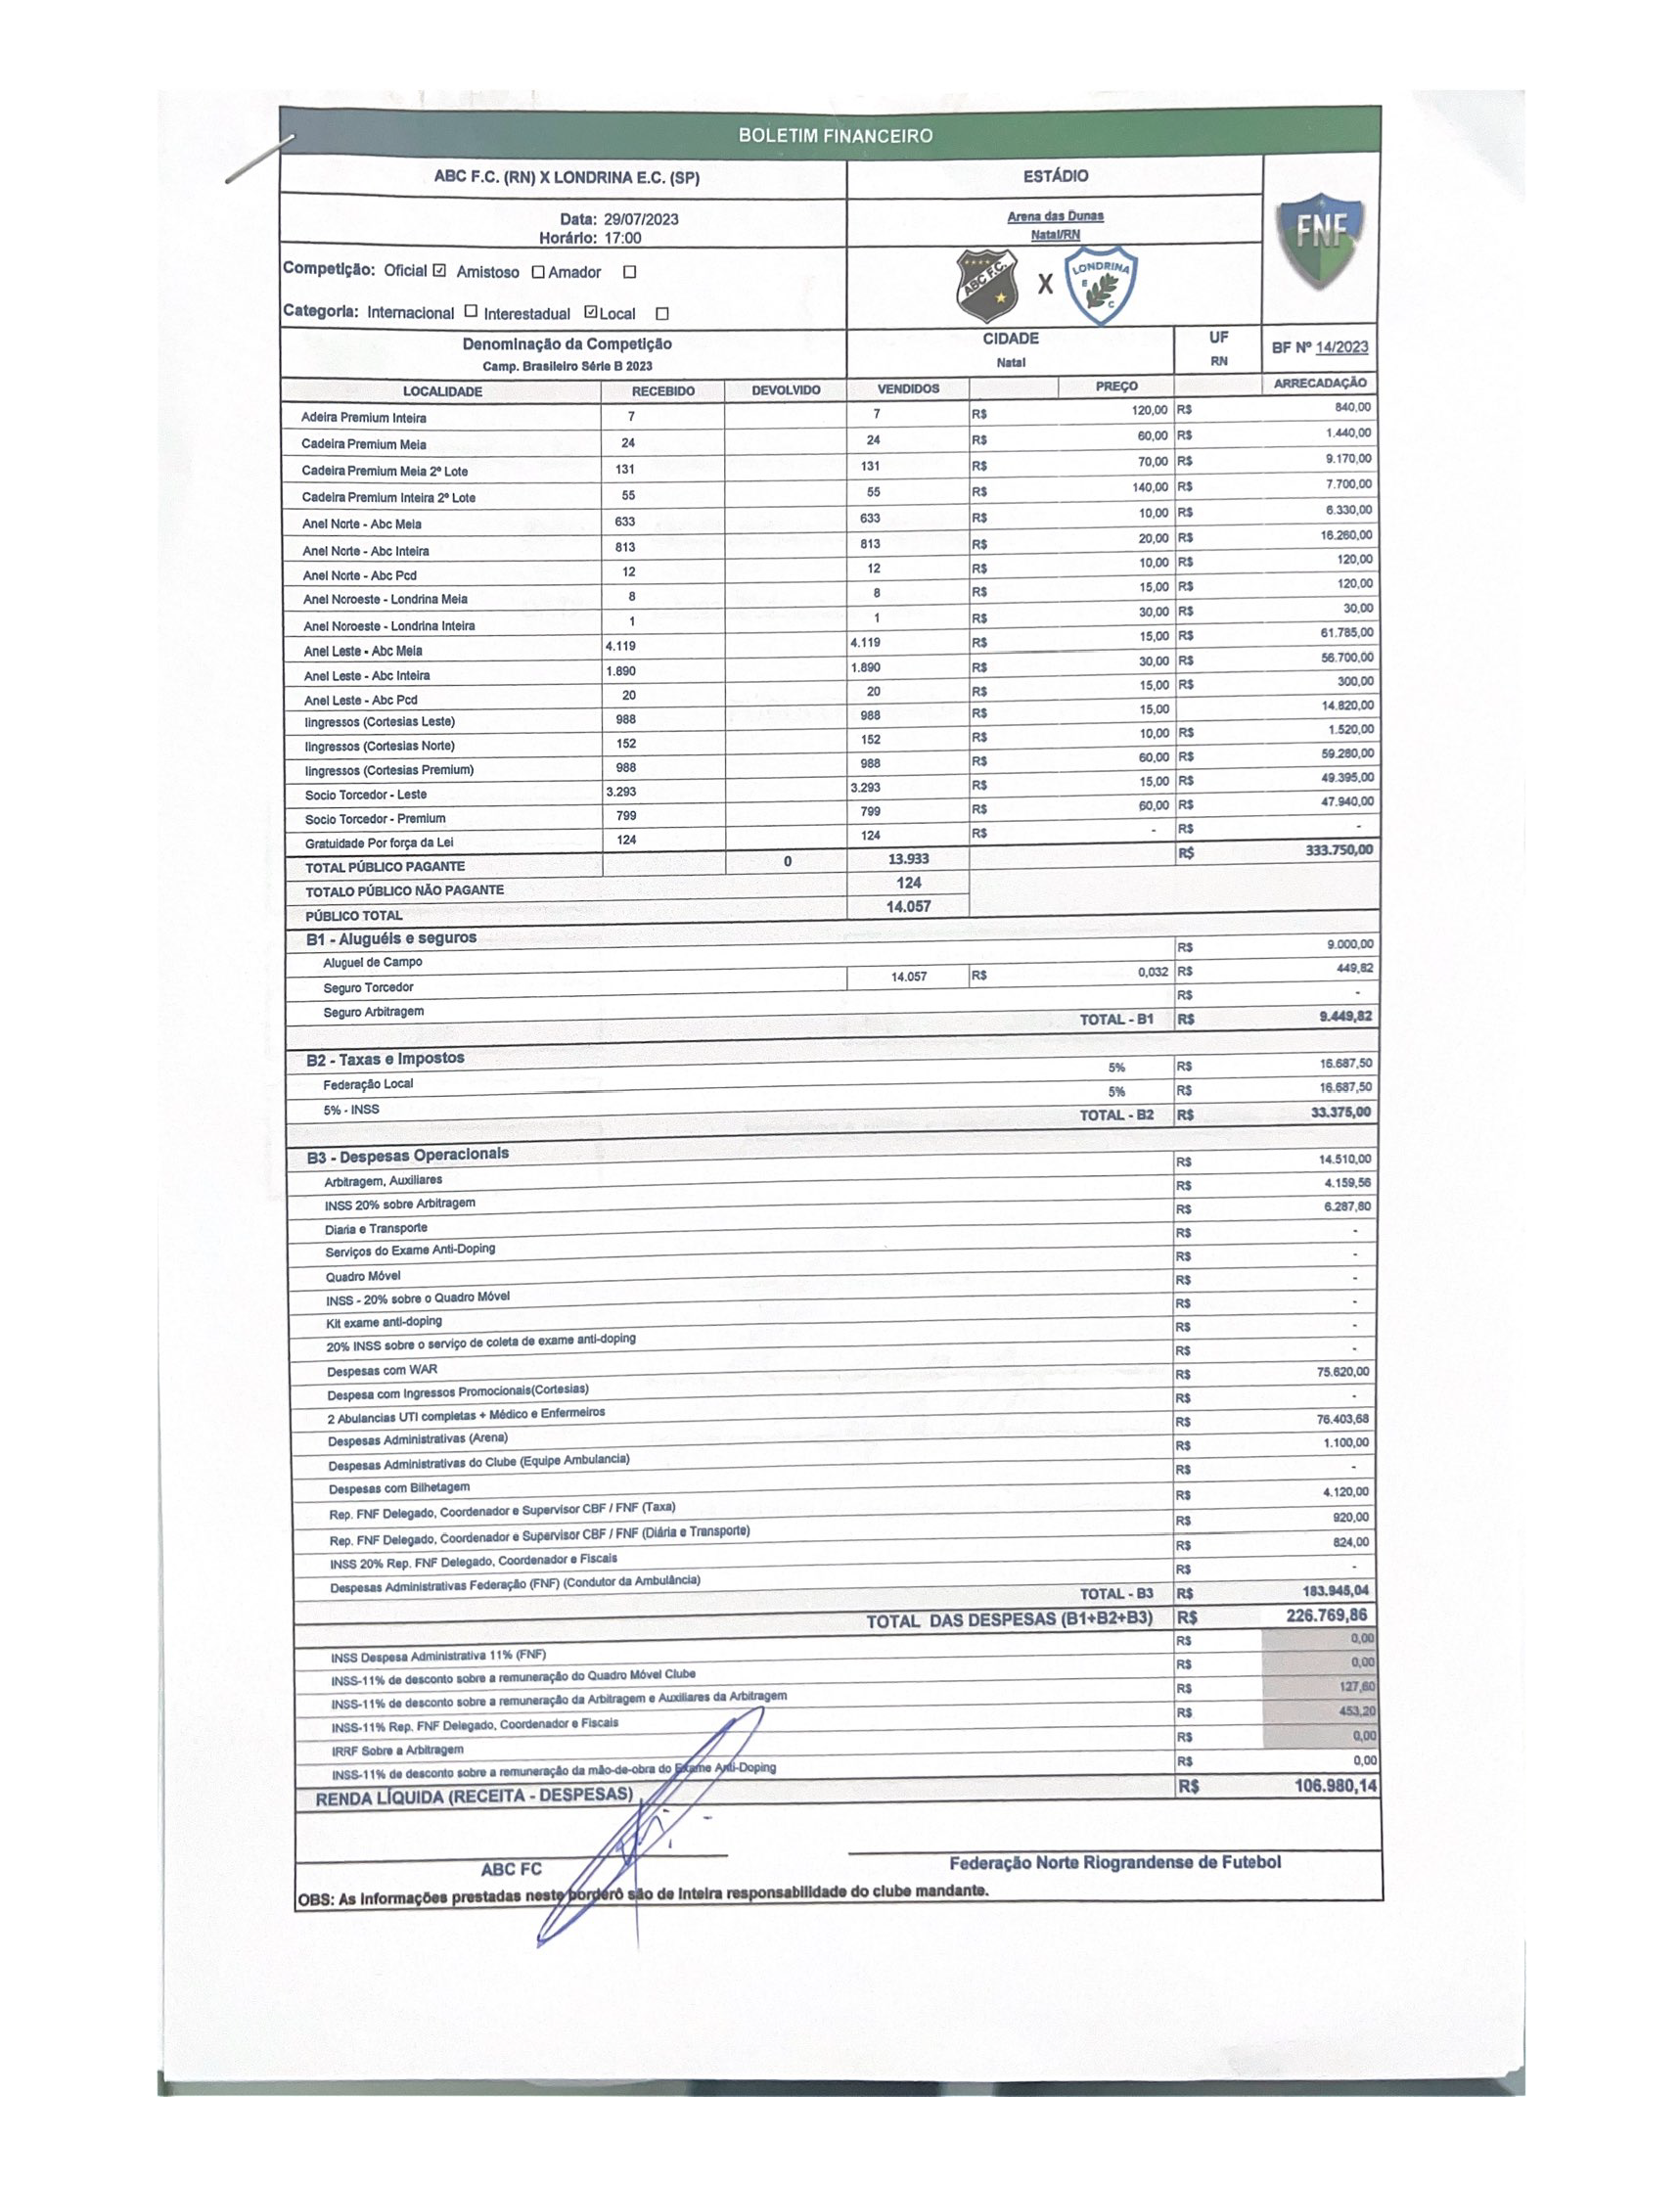 BOLETIM FINANCEIRO
ABC F.C. (RN) X LONDRINA E.C. (SP) ESTÁDIO
FNF
Data: 29/07/2023 Arena das Dunas
Horário: 17:00 Natal/RN
Competição: Oficial ☑ Amistoso ☐ Amador ☐
ABC F.C. X LONDRINA E C
Categoria: Internacional ☐ Interestadual ☑ Local ☐
Denominação da Competição CIDADE UF BF Nº 14/2023
Camp. Brasileiro Série B 2023 Natal RN
LOCALIDADE RECEBIDO DEVOLVIDO VENDIDOS PREÇO ARRECADAÇÃO
Adeira Premium Inteira 7 7 R$ 120,00 R$ 840,00
Cadeira Premium Meia 24 24 R$ 60,00 R$ 1.440,00
Cadeira Premium Meia 2ª Lote 131 131 R$ 70,00 R$ 9.170,00
Cadeira Premium Inteira 2ª Lote 55 55 R$ 140,00 R$ 7.700,00
Anel Norte - Abc Meia 633 633 R$ 10,00 R$ 6.330,00
Anel Norte - Abc Inteira 813 813 R$ 20,00 R$ 16.260,00
Anel Norte - Abc Pcd 12 12 R$ 10,00 R$ 120,00
Anel Noroeste - Londrina Meia 8 8 R$ 15,00 R$ 120,00
Anel Noroeste - Londrina Inteira 1 1 R$ 30,00 R$ 30,00
Anel Leste - Abc Meia 4.119 4.119 R$ 15,00 R$ 61.785,00
Anel Leste - Abc Inteira 1.890 1.890 R$ 30,00 R$ 56.700,00
Anel Leste - Abc Pcd 20 20 R$ 15,00 R$ 300,00
Iingressos (Cortesias Leste) 988 988 R$ 15,00 14.820,00
Iingressos (Cortesias Norte) 152 152 R$ 10,00 R$ 1.520,00
Iingressos (Cortesias Premium) 988 988 R$ 60,00 R$ 59.280,00
Socio Torcedor - Leste 3.293 3.293 R$ 15,00 R$ 49.395,00
Socio Torcedor - Premium 799 799 R$ 60,00 R$ 47.940,00
Gratuidade Por força da Lei 124 124 R$ - R$ -
TOTAL PÚBLICO PAGANTE 0 13.933 R$ 333.750,00
TOTALO PÚBLICO NÃO PAGANTE 124
PÚBLICO TOTAL 14.057
B1 - Aluguéis e seguros
Aluguel de Campo R$ 9.000,00
Seguro Torcedor 14.057 R$ 0,032 R$ 449,82
Seguro Arbitragem R$ -
TOTAL - B1 R$ 9.449,82
B2 - Taxas e Impostos
Federação Local 5% R$ 16.687,50
5% - INSS 5% R$ 16.687,50
TOTAL - B2 R$ 33.375,00
B3 - Despesas Operacionais
Arbitragem, Auxiliares R$ 14.510,00
INSS 20% sobre Arbitragem R$ 4.159,56
Diaria e Transporte R$ 6.287,80
Serviços do Exame Anti-Doping R$ -
Quadro Móvel R$ -
INSS - 20% sobre o Quadro Móvel R$ -
Kit exame anti-doping R$ -
20% INSS sobre o serviço de coleta de exame anti-doping R$ -
Despesas com WAR R$ -
Despesa com Ingressos Promocionais(Cortesias) R$ 75.620,00
2 Abulancias UTI completas + Médico e Enfermeiros R$ -
Despesas Administrativas (Arena) R$ 76.403,68
Despesas Administrativas do Clube (Equipe Ambulancia) R$ 1.100,00
Despesas com Bilhetagem R$ -
Rep. FNF Delegado, Coordenador e Supervisor CBF / FNF (Taxa) R$ 4.120,00
Rep. FNF Delegado, Coordenador e Supervisor CBF / FNF (Diária e Transporte) R$ 920,00
INSS 20% Rep. FNF Delegado, Coordenador e Fiscais R$ 824,00
Despesas Administrativas Federação (FNF) (Condutor da Ambulância) R$ -
TOTAL - B3 R$ 183.945,04
TOTAL DAS DESPESAS (B1+B2+B3) R$ 226.769,86
INSS Despesa Administrativa 11% (FNF) R$ 0,00
INSS-11% de desconto sobre a remuneração do Quadro Móvel Clube R$ 0,00
INSS-11% de desconto sobre a remuneração da Arbitragem e Auxiliares da Arbitragem R$ 127,60
INSS-11% Rep. FNF Delegado, Coordenador e Fiscais R$ 453,20
IRRF Sobre a Arbitragem R$ 0,00
INSS-11% de desconto sobre a remuneração da mão-de-obra do Exame Anti-Doping R$ 0,00
RENDA LÍQUIDA (RECEITA - DESPESAS) R$ 106.980,14
ABC FC Federação Norte Riograndense de Futebol
OBS: As Informações prestadas neste borderô são de Inteira responsabilidade do clube mandante.